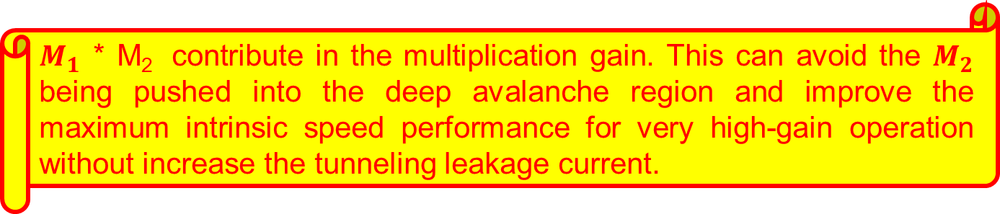 M₁ * M₂ contribute in the multiplication gain. This can avoid the M₂
being pushed into the deep avalanche region and improve the
maximum intrinsic speed performance for very high-gain operation
without increase the tunneling leakage current.